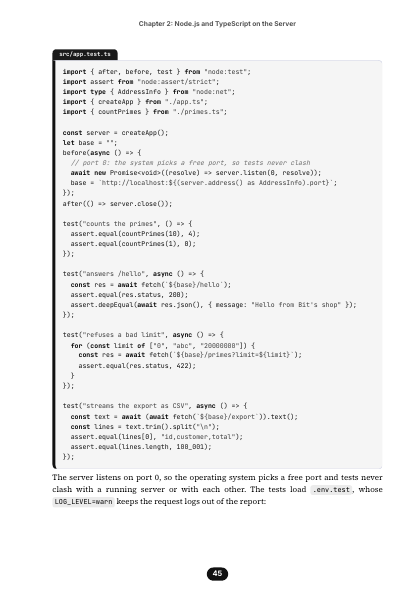 Chapter 2: Node.js and TypeScript on the Server
src/app.test.ts
import { after, before, test } from "node:test";
import assert from "node:assert/strict";
import type { AddressInfo } from "node:net";
import { createApp } from "./app.ts";
import { countPrimes } from "./primes.ts";

const server = createApp();
let base = "";
before(async () => {
  // port 0: the system picks a free port, so tests never clash
  await new Promise<void>((resolve) => server.listen(0, resolve));
  base = `http://localhost:${(server.address() as AddressInfo).port}`;
});
after(() => server.close());

test("counts the primes", () => {
  assert.equal(countPrimes(10), 4);
  assert.equal(countPrimes(1), 0);
});

test("answers /hello", async () => {
  const res = await fetch(`${base}/hello`);
  assert.equal(res.status, 200);
  assert.deepEqual(await res.json(), { message: "Hello from Bit's shop" });
});

test("refuses a bad limit", async () => {
  for (const limit of ["0", "abc", "20000000"]) {
    const res = await fetch(`${base}/primes?limit=${limit}`);
    assert.equal(res.status, 422);
  }
});

test("streams the export as CSV", async () => {
  const text = await (await fetch(`${base}/export`)).text();
  const lines = text.trim().split("\n");
  assert.equal(lines[0], "id,customer,total");
  assert.equal(lines.length, 100_001);
});
The server listens on port 0, so the operating system picks a free port and tests never
clash with a running server or with each other. The tests load .env.test, whose
LOG_LEVEL=warn keeps the request logs out of the report:
45